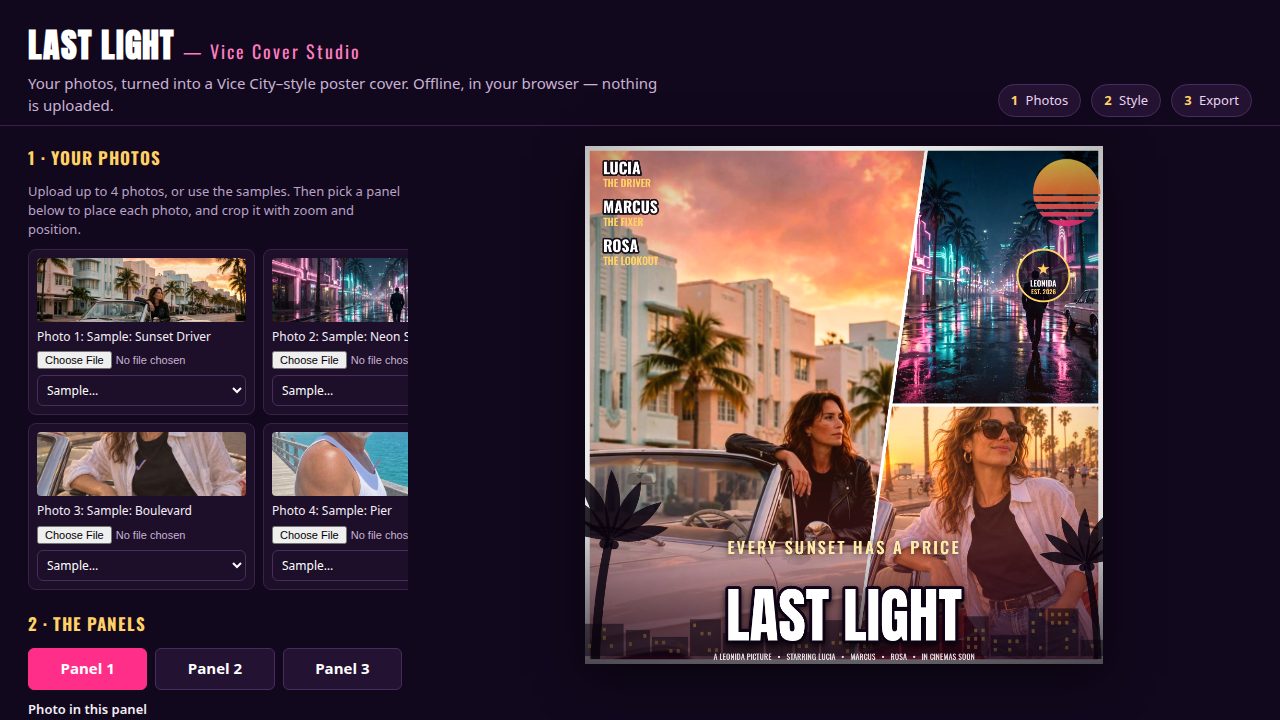 LAST LIGHT — Vice Cover Studio
Your photos, turned into a Vice City–style poster cover. Offline, in your browser — nothing
is uploaded.
1 Photos
2 Style
3 Export
1 · YOUR PHOTOS
Upload up to 4 photos, or use the samples. Then pick a panel
below to place each photo, and crop it with zoom and
position.
Photo 1: Sample: Sunset Driver
Choose File No file chosen
Sample...
Photo 2: Sample: Neon S
Choose File No file chos
Sample...
Photo 3: Sample: Boulevard
Choose File No file chosen
Sample...
Photo 4: Sample: Pier
Choose File No file chos
Sample...
2 · THE PANELS
Panel 1
Panel 2
Panel 3
Photo in this panel
LUCIA
THE DRIVER
MARCUS
THE FIXER
ROSA
THE LOOKOUT
LEONIDA
EST. 2026
EVERY SUNSET HAS A PRICE
LAST LIGHT
A LEONIDA PICTURE • STARRING LUCIA • MARCUS • ROSA • IN CINEMAS SOON